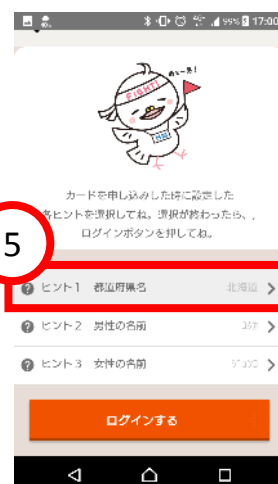 99% 17:00
めざせ!
FIGHT!
カードを申し込みした時に設定した
各ヒントを選択してね。選択が終わったら、
ログインボタンを押してね。
5
ヒント1 都道府県名 北海道
ヒント2 男性の名前
ヒント3 女性の名前
ログインする